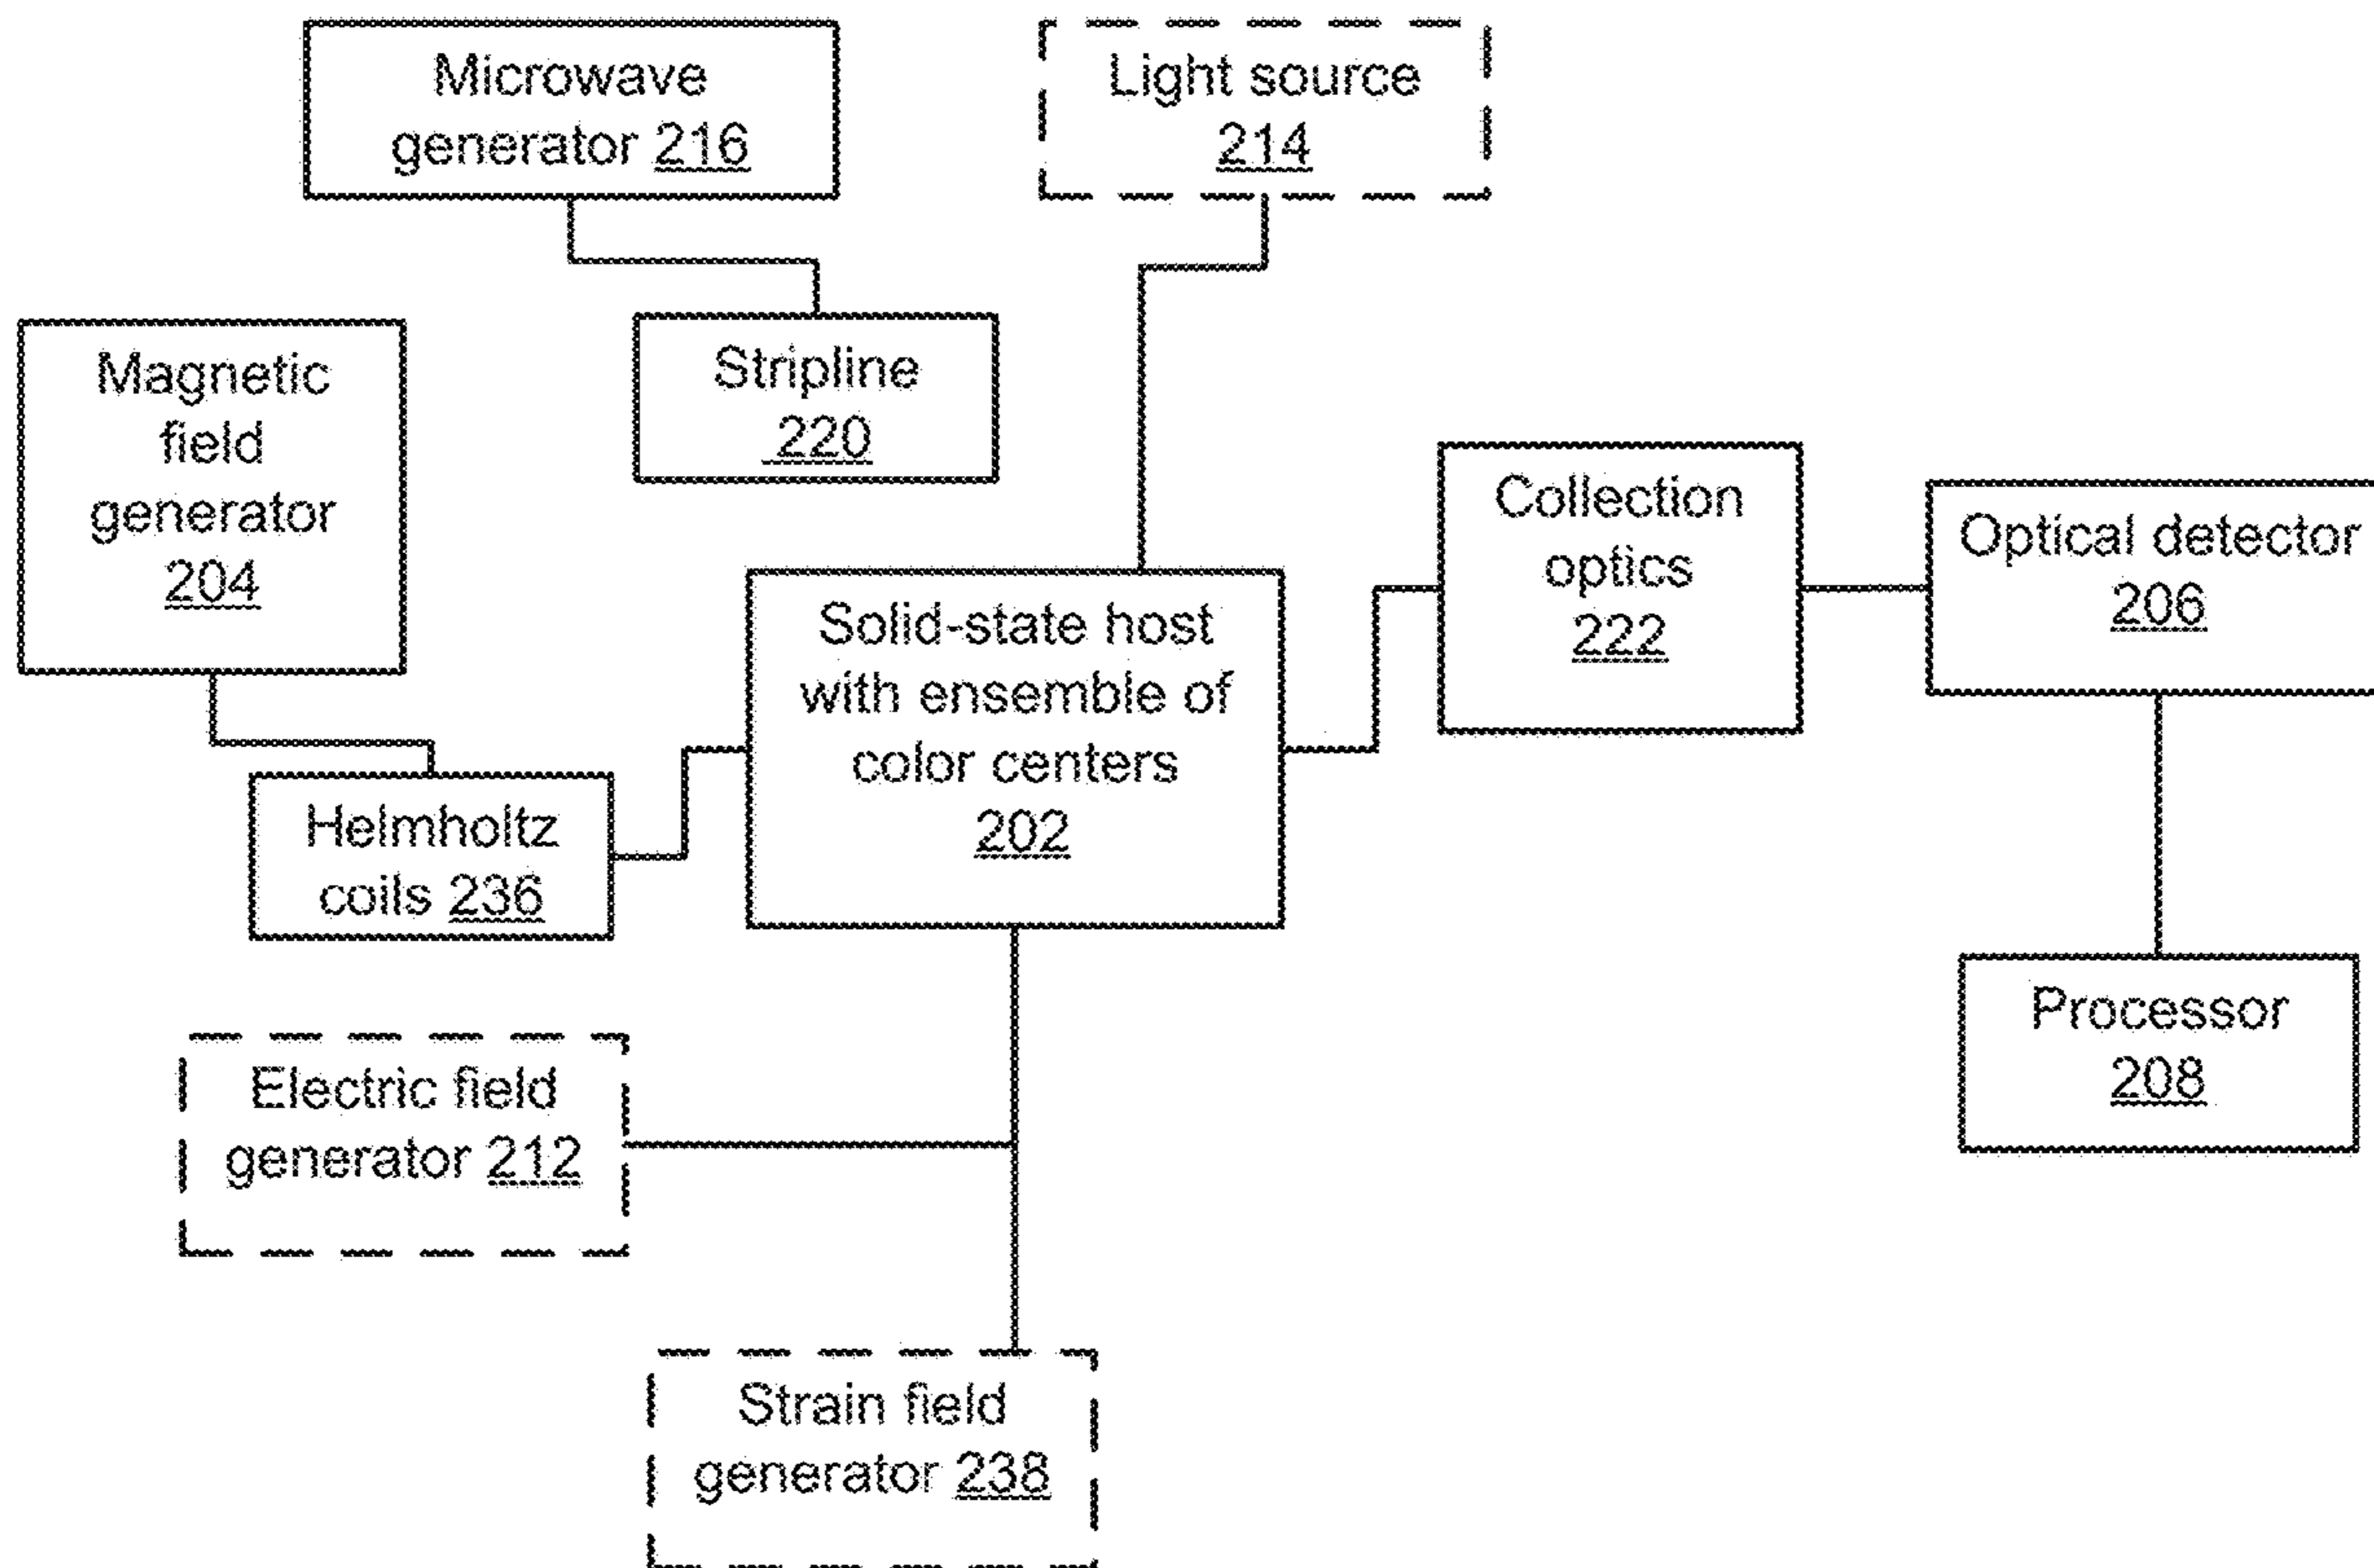 Microwave
generator 216
Light source
214
Magnetic
field
generator
204
Stripline
220
Collection
optics
222
Optical detector
206
Solid-state host
with ensemble of
color centers
202
Helmholtz
coils 236
Processor
208
Electric field
generator 212
Strain field
generator 238